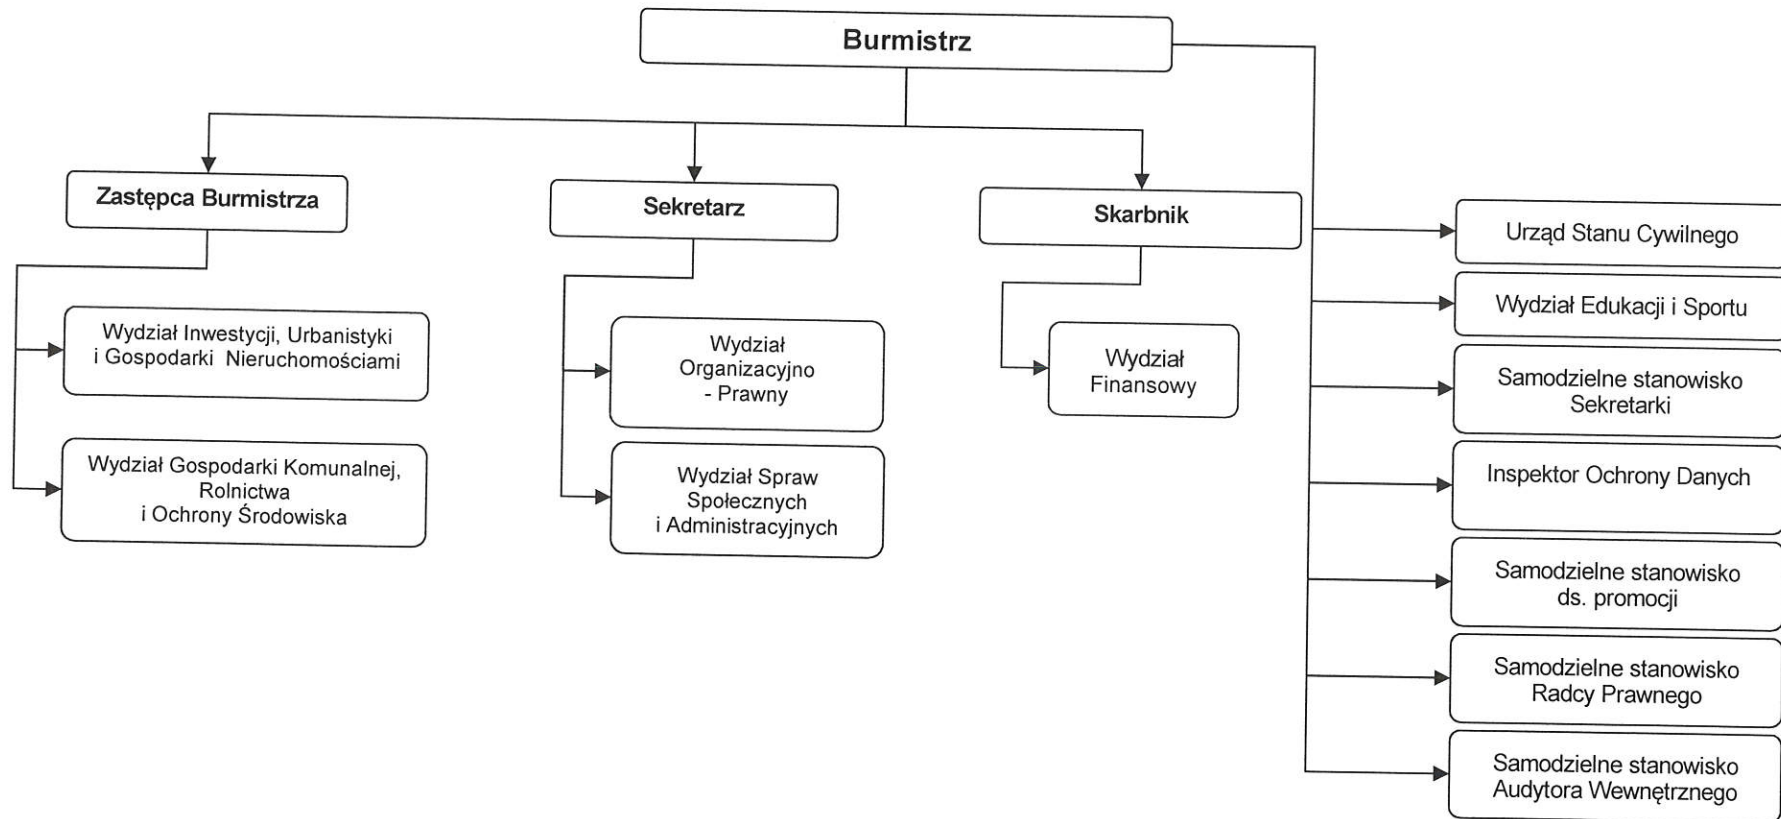 Burmistrz
Zastępca Burmistrza
Sekretarz
Skarbnik
Wydział Inwestycji, Urbanistyki
i Gospodarki Nieruchomościami
Wydział Gospodarki Komunalnej,
Rolnictwa
i Ochrony Środowiska
Wydział
Organizacyjno
- Prawny
Wydział Spraw
Społecznych
i Administracyjnych
Wydział
Finansowy
Urząd Stanu Cywilnego
Wydział Edukacji i Sportu
Samodzielne stanowisko
Sekretarki
Inspektor Ochrony Danych
Samodzielne stanowisko
ds. promocji
Samodzielne stanowisko
Radcy Prawnego
Samodzielne stanowisko
Audytora Wewnętrznego